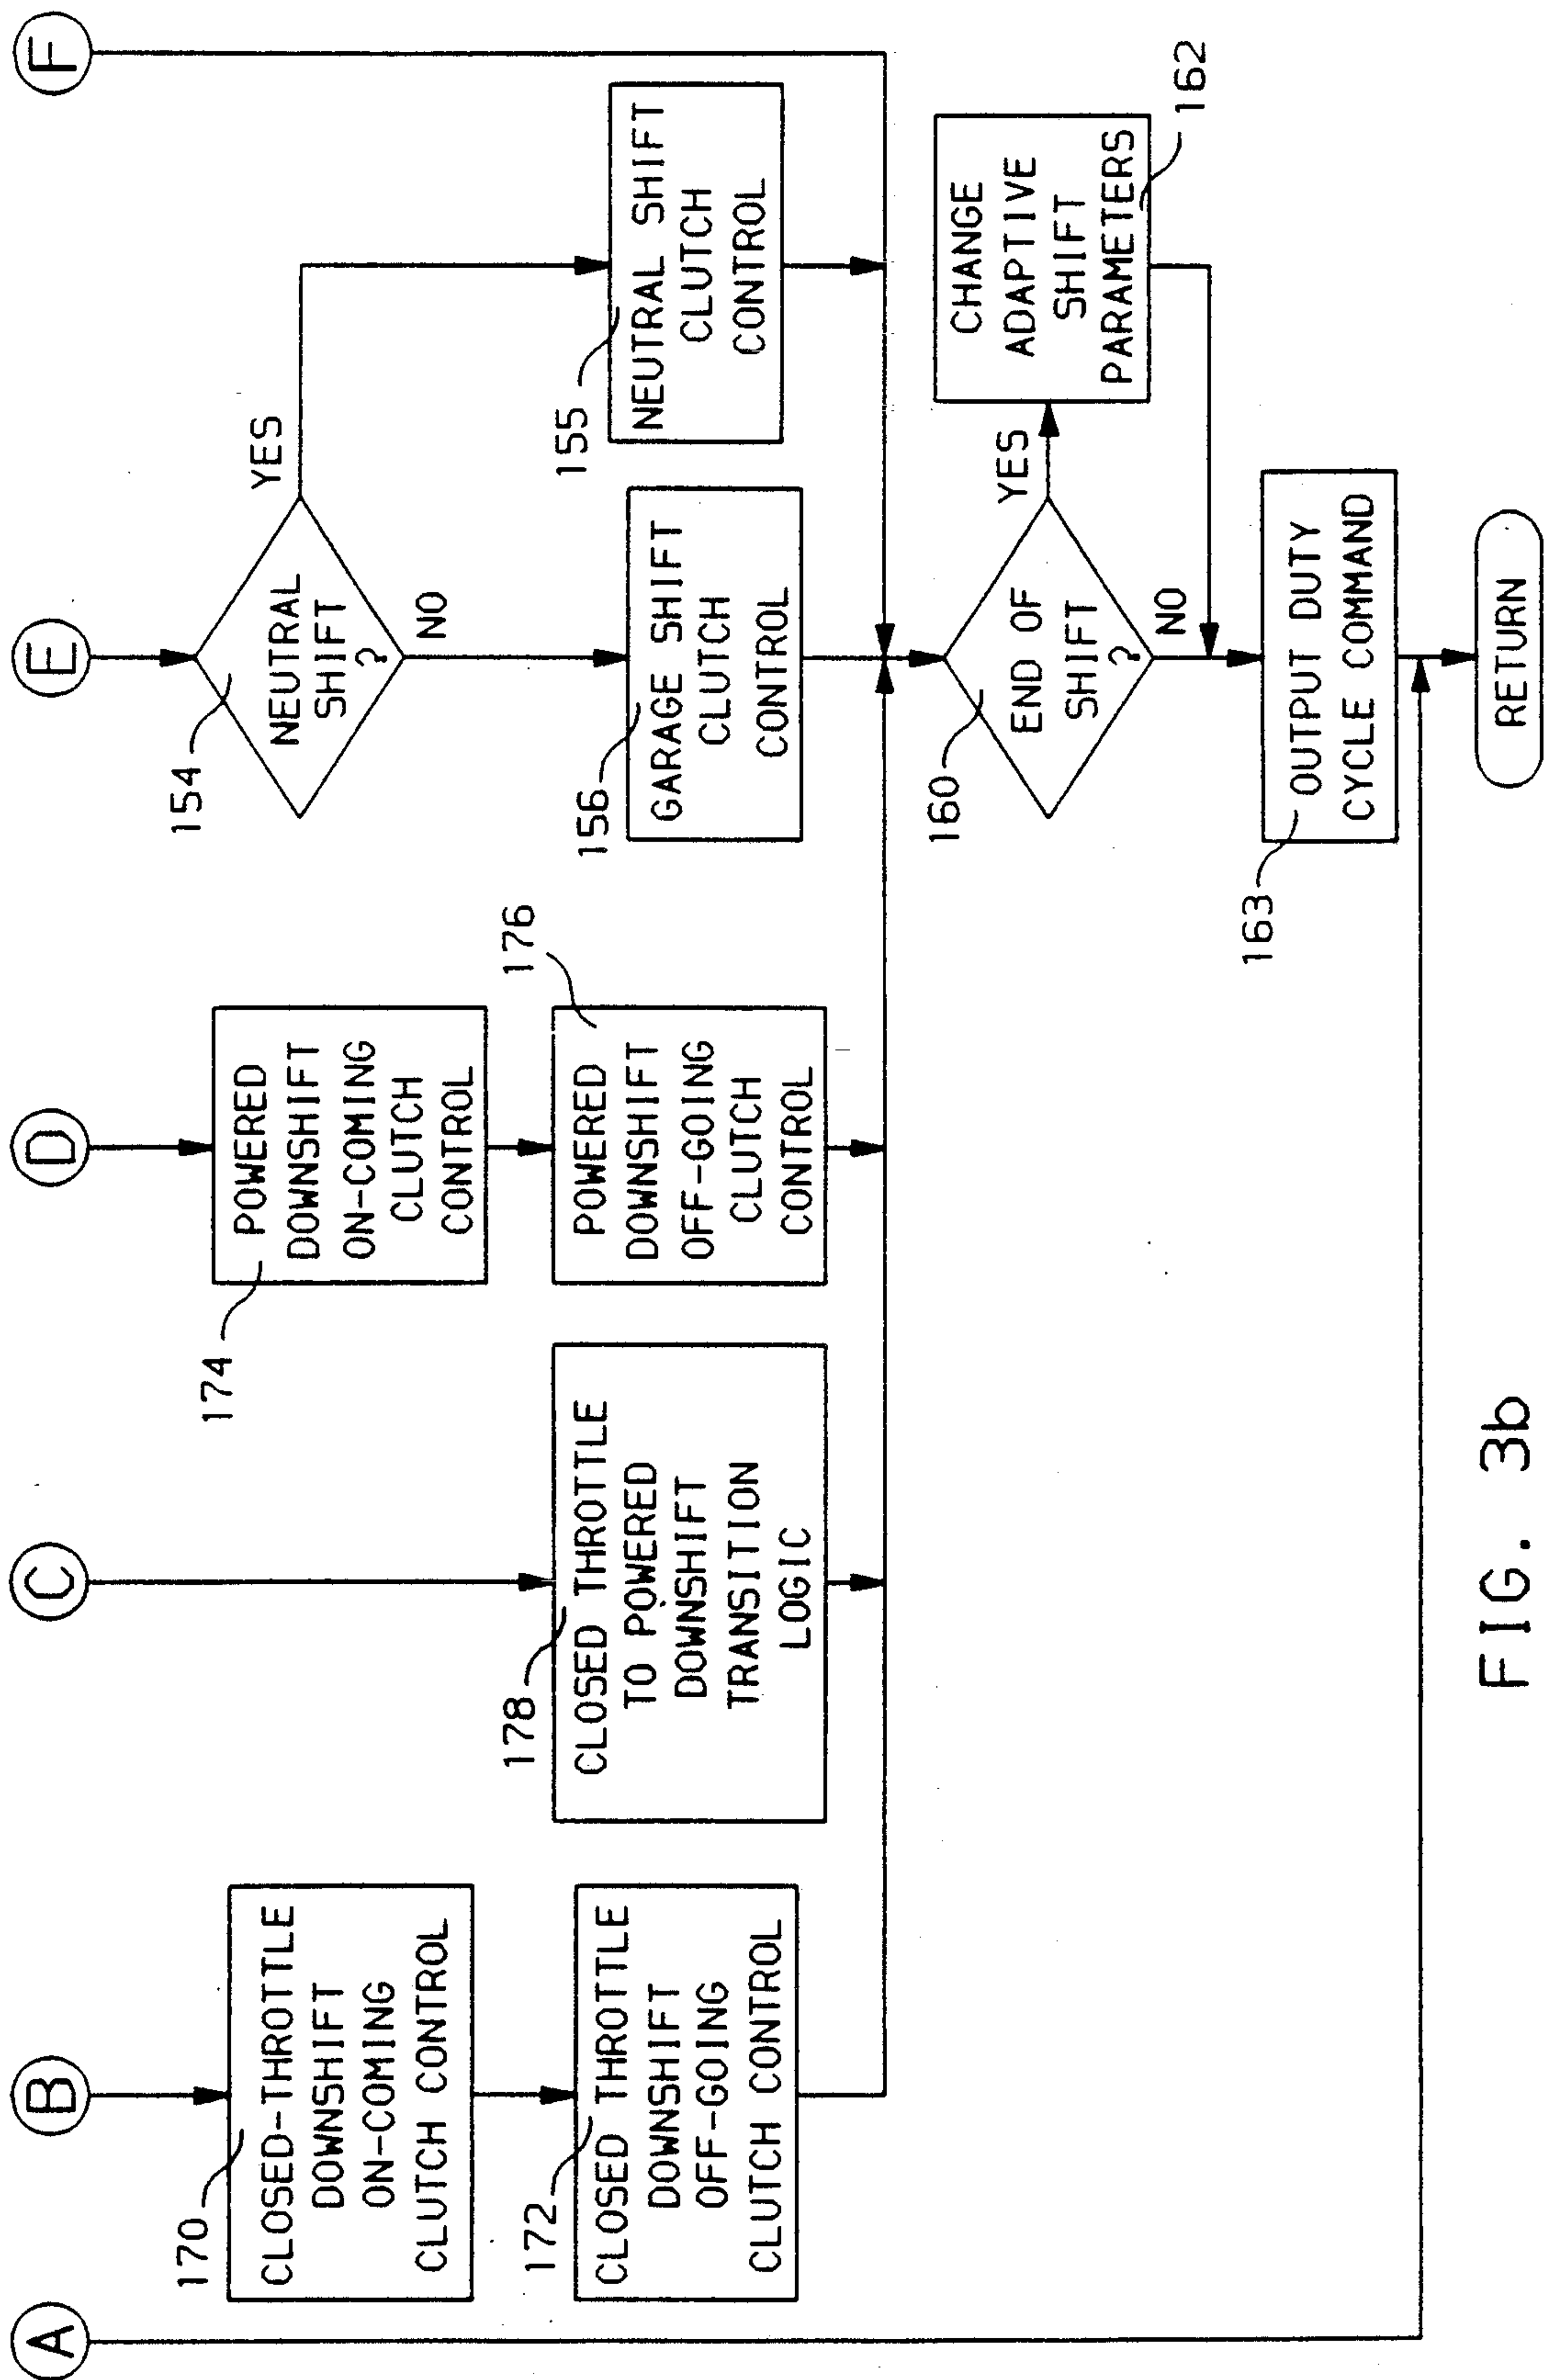 A
B
C
D
E
F
170
CLOSED-THROTTLE
DOWNSHIFT
ON-COMING
CLUTCH CONTROL
172
CLOSED THROTTLE
DOWNSHIFT
OFF-GOING
CLUTCH CONTROL
178
CLOSED THROTTLE
TO POWERED
DOWNSHIFT
TRANSITION
LOGIC
174
POWERED
DOWNSHIFT
ON-COMING
CLUTCH
CONTROL
176
POWERED
DOWNSHIFT
OFF-GOING
CLUTCH
CONTROL
154
NEUTRAL
SHIFT
?
YES
NO
156
GARAGE SHIFT
CLUTCH
CONTROL
155
NEUTRAL SHIFT
CLUTCH
CONTROL
160
END OF
SHIFT
?
YES
NO
CHANGE
ADAPTIVE
SHIFT
PARAMETERS
162
163
OUTPUT DUTY
CYCLE COMMAND
RETURN
FIG. 3b